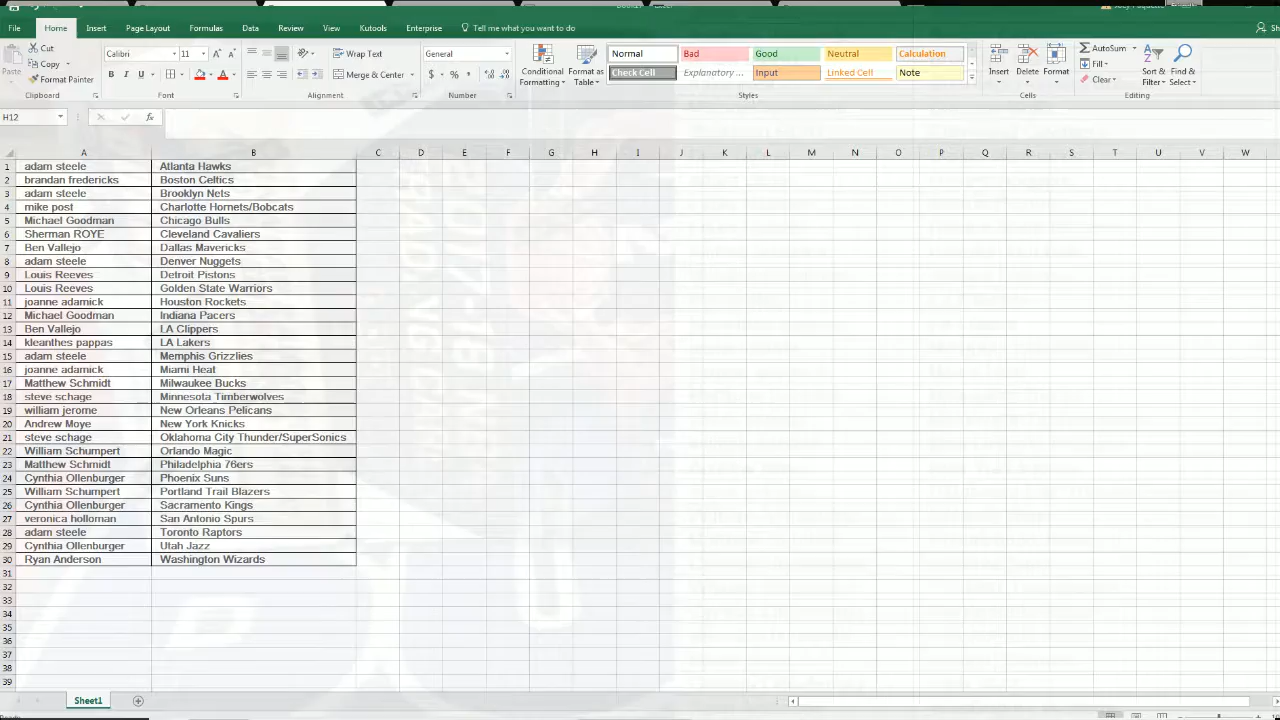 File Home Insert Page Layout Formulas Data Review View Kutools Enterprise Tell me what you want to do
Cut
Copy
Format Painter
Paste
Clipboard
Calibri 11
Font
Wrap Text
Merge & Center
Alignment
General
$ % ,
Number
Conditional Formatting
Format as Table
Normal Bad Good Neutral Calculation
Check Cell Explanatory ... Input Linked Cell Note
Styles
Insert Delete Format
Cells
AutoSum
Fill
Clear
Sort & Filter
Find & Select
Editing
H12 fx
A B C D E F G H I J K L M N O P Q R S T U V W
1 adam steele Atlanta Hawks
2 brandan fredericks Boston Celtics
3 adam steele Brooklyn Nets
4 mike post Charlotte Hornets/Bobcats
5 Michael Goodman Chicago Bulls
6 Sherman ROYE Cleveland Cavaliers
7 Ben Vallejo Dallas Mavericks
8 adam steele Denver Nuggets
9 Louis Reeves Detroit Pistons
10 Louis Reeves Golden State Warriors
11 joanne adamick Houston Rockets
12 Michael Goodman Indiana Pacers
13 Ben Vallejo LA Clippers
14 kleanthes pappas LA Lakers
15 adam steele Memphis Grizzlies
16 joanne adamick Miami Heat
17 Matthew Schmidt Milwaukee Bucks
18 steve schage Minnesota Timberwolves
19 william jerome New Orleans Pelicans
20 Andrew Moye New York Knicks
21 steve schage Oklahoma City Thunder/SuperSonics
22 William Schumpert Orlando Magic
23 Matthew Schmidt Philadelphia 76ers
24 Cynthia Ollenburger Phoenix Suns
25 William Schumpert Portland Trail Blazers
26 Cynthia Ollenburger Sacramento Kings
27 veronica holloman San Antonio Spurs
28 adam steele Toronto Raptors
29 Cynthia Ollenburger Utah Jazz
30 Ryan Anderson Washington Wizards
31
32
33
34
35
36
37
38
39
Sheet1